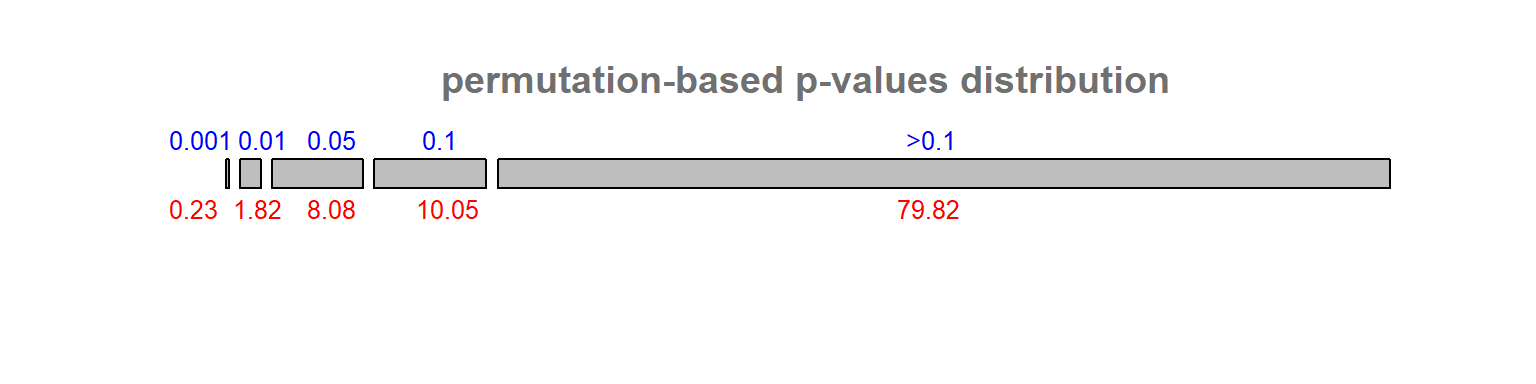 permutation-based p-values distribution
0.001 0.01 0.05 0.1 >0.1
0.23 1.82 8.08 10.05 79.82